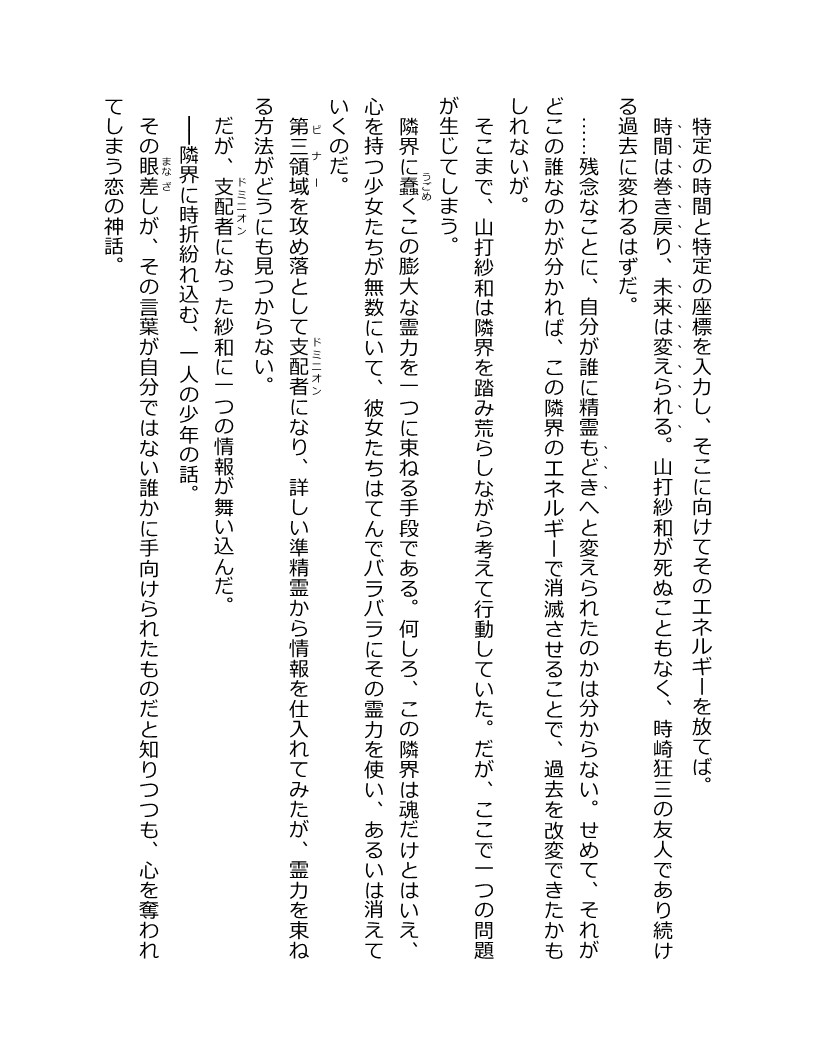 特定の時間と特定の座標を入力し、そこに向けてそのエネルギーを放てば。
時間は巻き戻り、未来は変えられる。山打紗和が死ぬこともなく、時崎狂三の友人であり続け
る過去に変わるはずだ。
……残念なことに、自分が誰に精霊もどきへと変えられたのかは分からない。せめて、それが
どこの誰なのかが分かれば、この隣界のエネルギーで消滅させることで、過去を改変できたかも
しれないが。
そこまで、山打紗和は隣界を踏み荒らしながら考えて行動していた。だが、ここで一つの問題
が生じてしまう。
隣界に蠢くこの膨大な霊力を一つに束ねる手段である。何しろ、この隣界は魂だけとはいえ、
心を持つ少女たちが無数にいて、彼女たちはてんでバラバラにその霊力を使い、あるいは消えて
いくのだ。
第三領域を攻め落として支配者になり、詳しい準精霊から情報を仕入れてみたが、霊力を束ね
る方法がどうにも見つからない。
だが、支配者になった紗和に一つの情報が舞い込んだ。
──隣界に時折紛れ込む、一人の少年の話。
その眼差しが、その言葉が自分ではない誰かに手向けられたものだと知りつつも、心を奪われ
てしまう恋の神話。